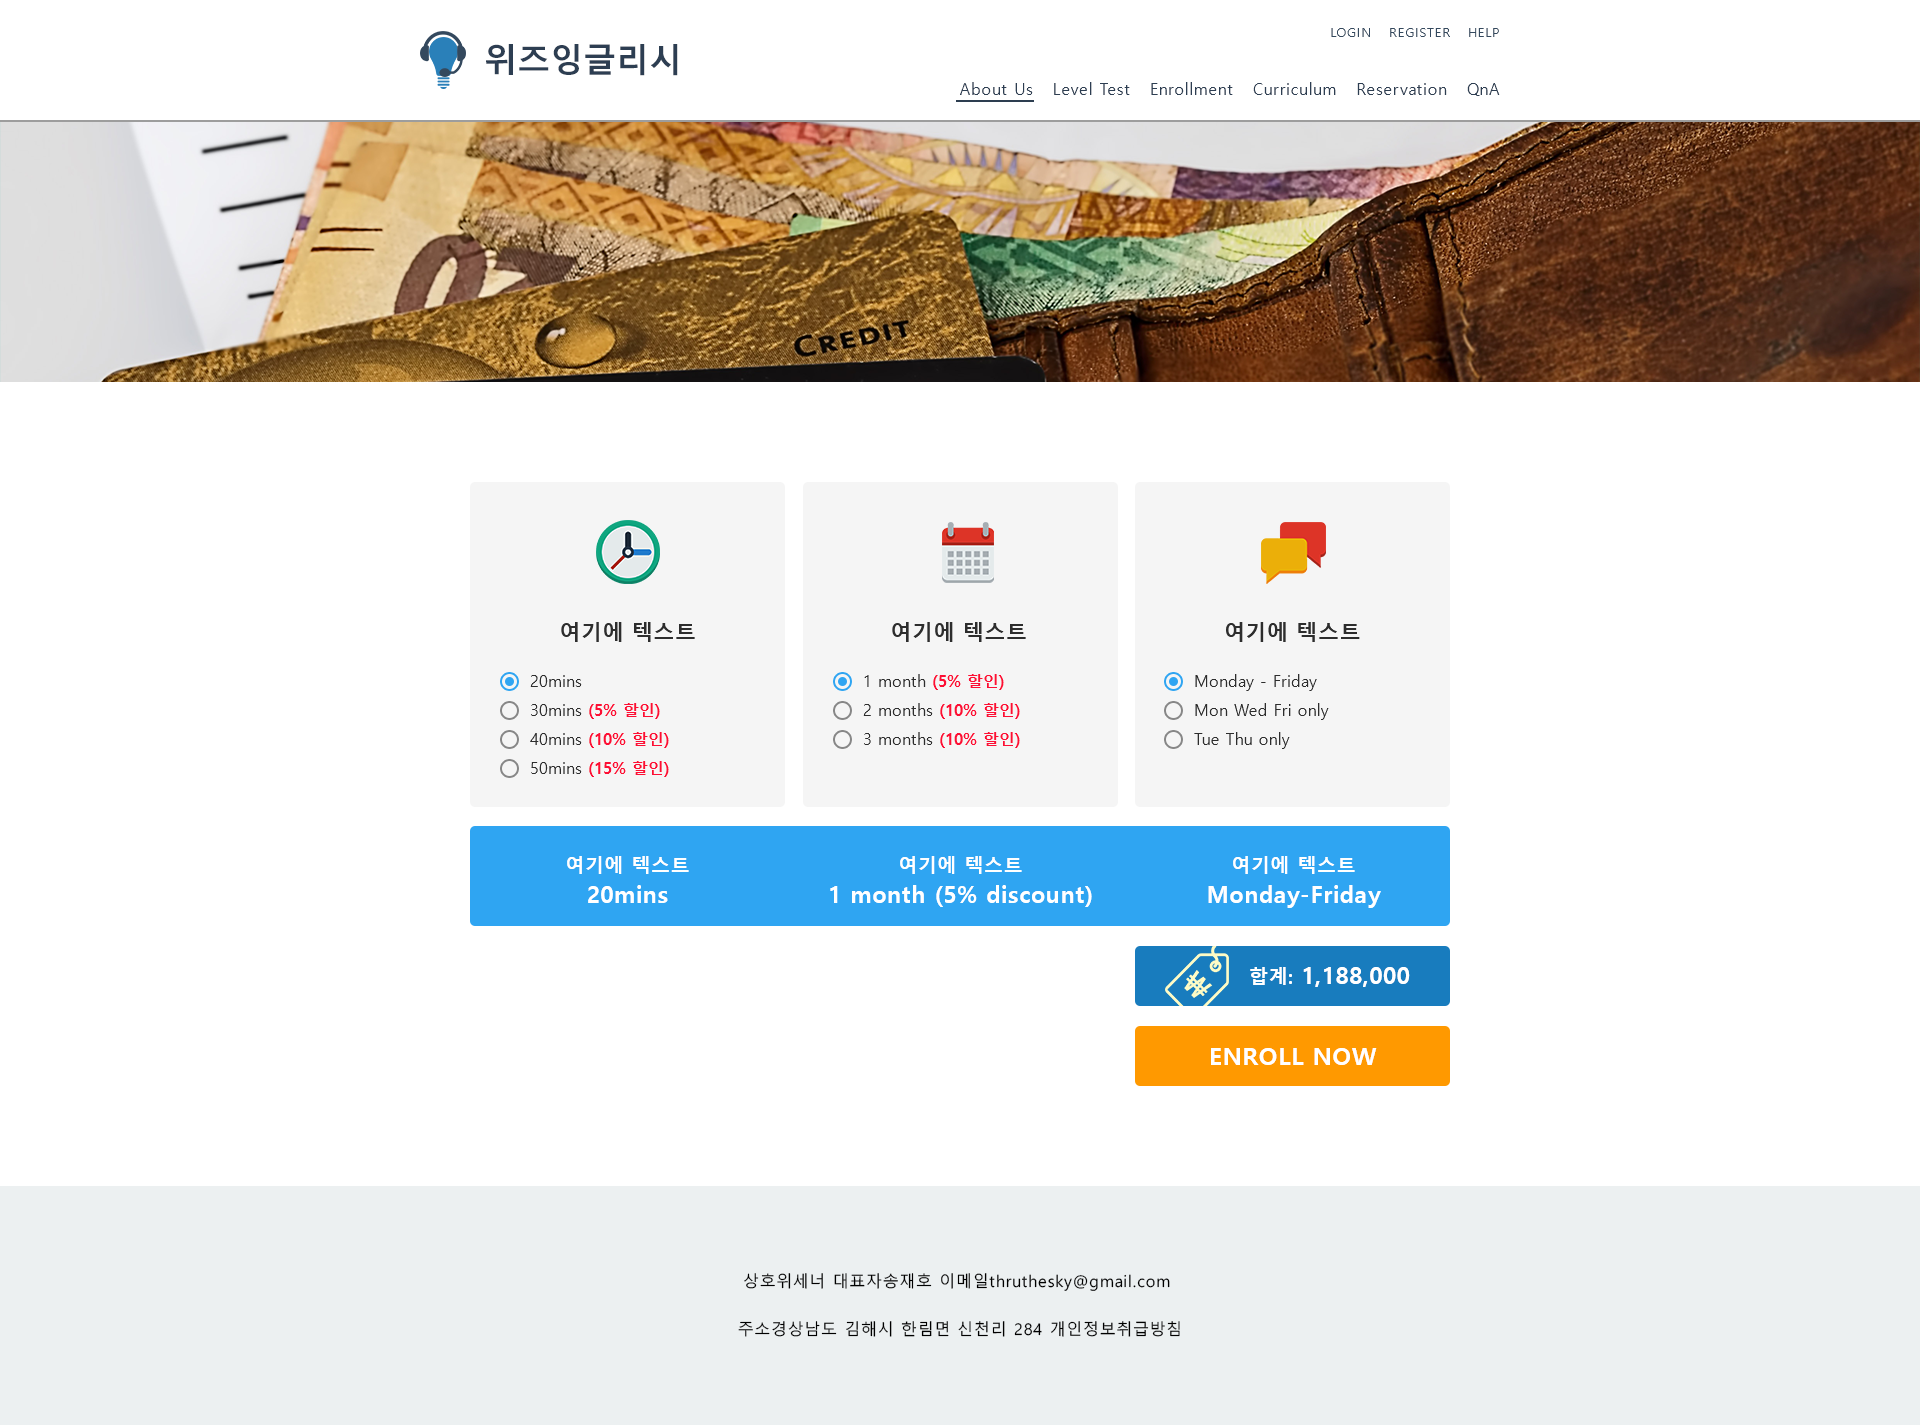 위즈잉글리시
LOGIN REGISTER HELP
About Us Level Test Enrollment Curriculum Reservation QnA
CREDIT
여기에 텍스트
20mins
30mins (5% 할인)
40mins (10% 할인)
50mins (15% 할인)
여기에 텍스트
1 month (5% 할인)
2 months (10% 할인)
3 months (10% 할인)
여기에 텍스트
Monday - Friday
Mon Wed Fri only
Tue Thu only
여기에 텍스트
20mins
여기에 텍스트
1 month (5% discount)
여기에 텍스트
Monday-Friday
합계: 1,188,000
ENROLL NOW
상호위세너 대표자송재호 이메일thruthesky@gmail.com
주소경상남도 김해시 한림면 신천리 284 개인정보취급방침